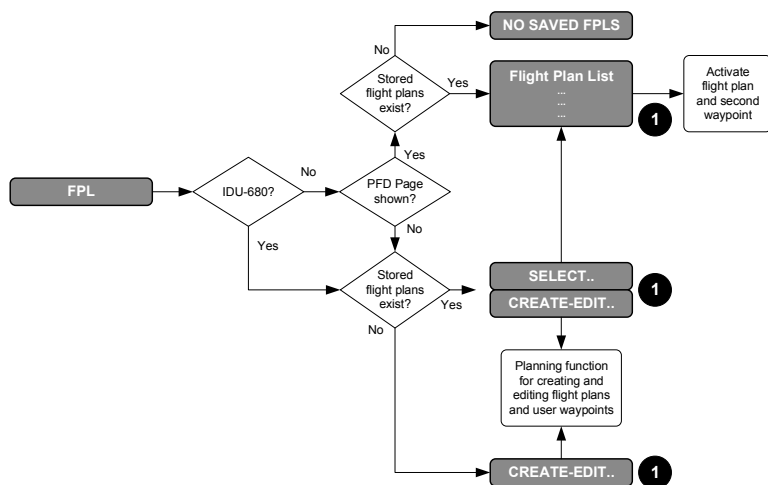 No
NO SAVED FPLS
Stored
flight plans
exist?
Yes
Flight Plan List
...
...
...
1
Activate
flight plan
and second
waypoint
Yes
FPL
IDU-680?
No
PFD Page
shown?
Yes
No
Stored
flight plans
exist?
Yes
SELECT..
CREATE-EDIT..
1
No
Planning function
for creating and
editing flight plans
and user waypoints
CREATE-EDIT..
1